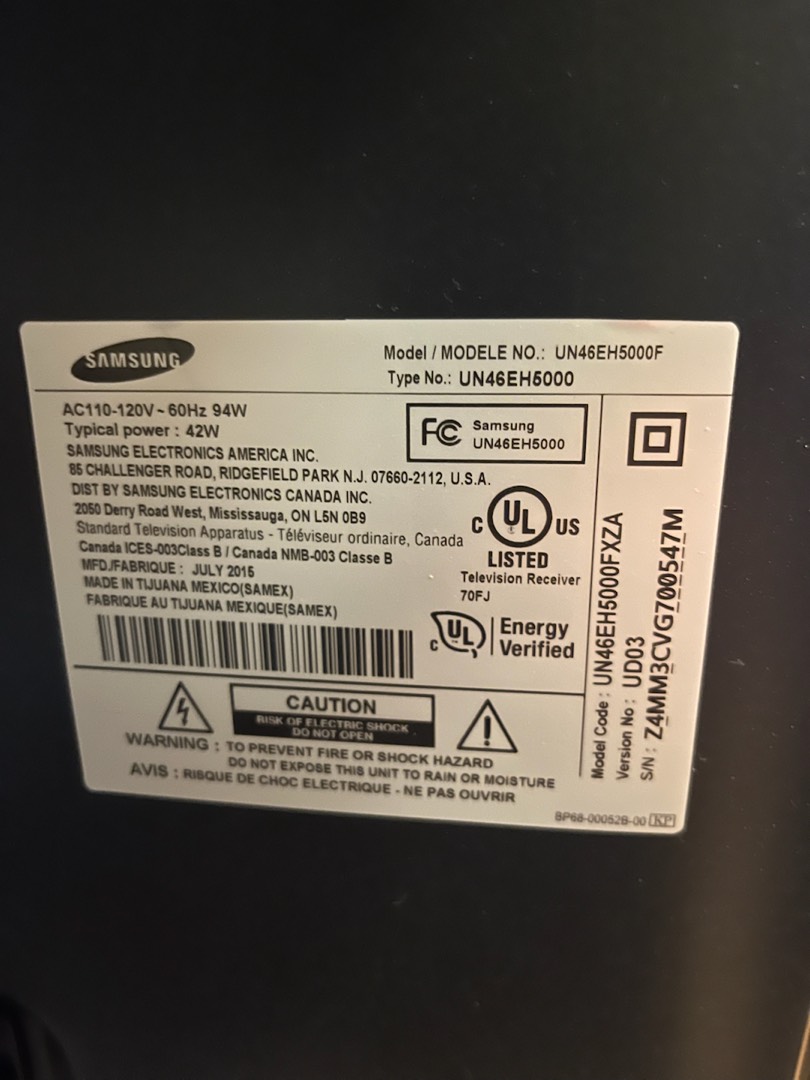 SAMSUNG
Model / MODELE NO.: UN46EH5000F
Type No.: UN46EH5000
AC110-120V~60Hz 94W
Typical power : 42W
SAMSUNG ELECTRONICS AMERICA INC.
85 CHALLENGER ROAD, RIDGEFIELD PARK N.J. 07660-2112, U.S.A.
DIST BY SAMSUNG ELECTRONICS CANADA INC.
2050 Derry Road West, Mississauga, ON L5N 0B9
Standard Television Apparatus - Téléviseur ordinaire, Canada
Canada ICES-003Class B / Canada NMB-003 Classe B
MFD./FABRIQUE : JULY 2015
MADE IN TIJUANA MEXICO(SAMEX)
FABRIQUE AU TIJUANA MEXIQUE(SAMEX)
FC Samsung
UN46EH5000
C UL US
LISTED
Television Receiver
70FJ
C UL Energy
Verified
CAUTION
RISK OF ELECTRIC SHOCK
DO NOT OPEN
WARNING : TO PREVENT FIRE OR SHOCK HAZARD
DO NOT EXPOSE THIS UNIT TO RAIN OR MOISTURE
AVIS : RISQUE DE CHOC ELECTRIQUE - NE PAS OUVRIR
Model Code : UN46EH5000FXZA
Version No : UD03
S/N : Z4MM3CVG700547M
BP68-00052B-00 KP